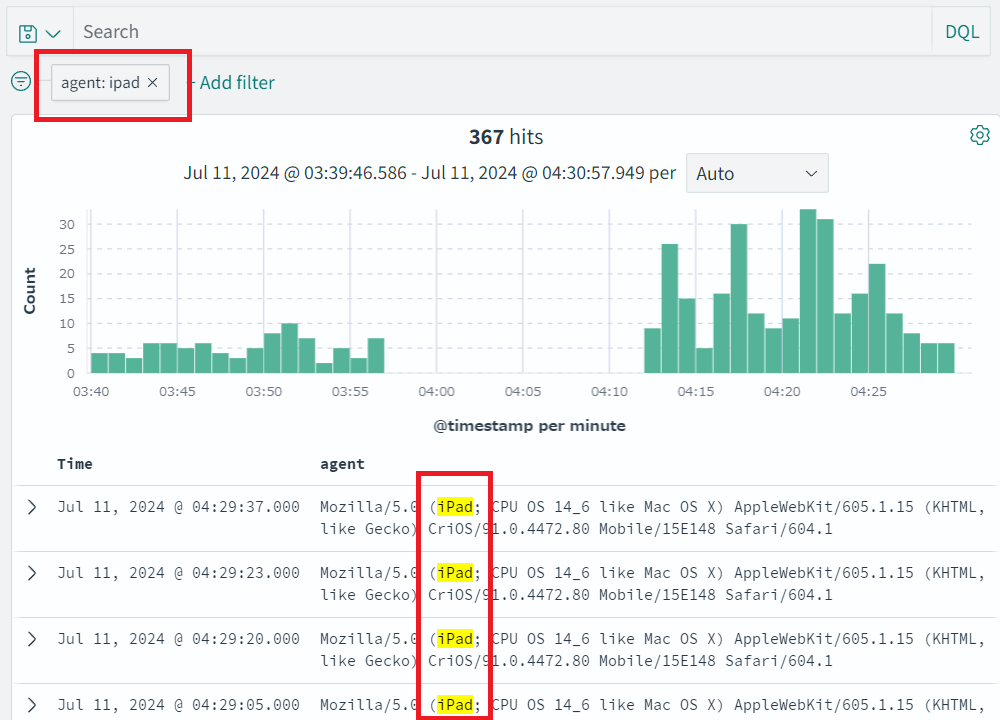 Search DQL
agent: ipad × + Add filter
367 hits
Jul 11, 2024 @ 03:39:46.586 - Jul 11, 2024 @ 04:30:57.949 per Auto
Count
30
25
20
15
10
5
0
03:40 03:45 03:50 03:55 04:00 04:05 04:10 04:15 04:20 04:25
@timestamp per minute
Time agent
Jul 11, 2024 @ 04:29:37.000 Mozilla/5.0 (iPad; CPU OS 14_6 like Mac OS X) AppleWebKit/605.1.15 (KHTML,
like Gecko) CriOS/91.0.4472.80 Mobile/15E148 Safari/604.1
Jul 11, 2024 @ 04:29:23.000 Mozilla/5.0 (iPad; CPU OS 14_6 like Mac OS X) AppleWebKit/605.1.15 (KHTML,
like Gecko) CriOS/91.0.4472.80 Mobile/15E148 Safari/604.1
Jul 11, 2024 @ 04:29:20.000 Mozilla/5.0 (iPad; CPU OS 14_6 like Mac OS X) AppleWebKit/605.1.15 (KHTML,
like Gecko) CriOS/91.0.4472.80 Mobile/15E148 Safari/604.1
Jul 11, 2024 @ 04:29:05.000 Mozilla/5.0 (iPad; CPU OS 14_6 like Mac OS X) AppleWebKit/605.1.15 (KHTML,